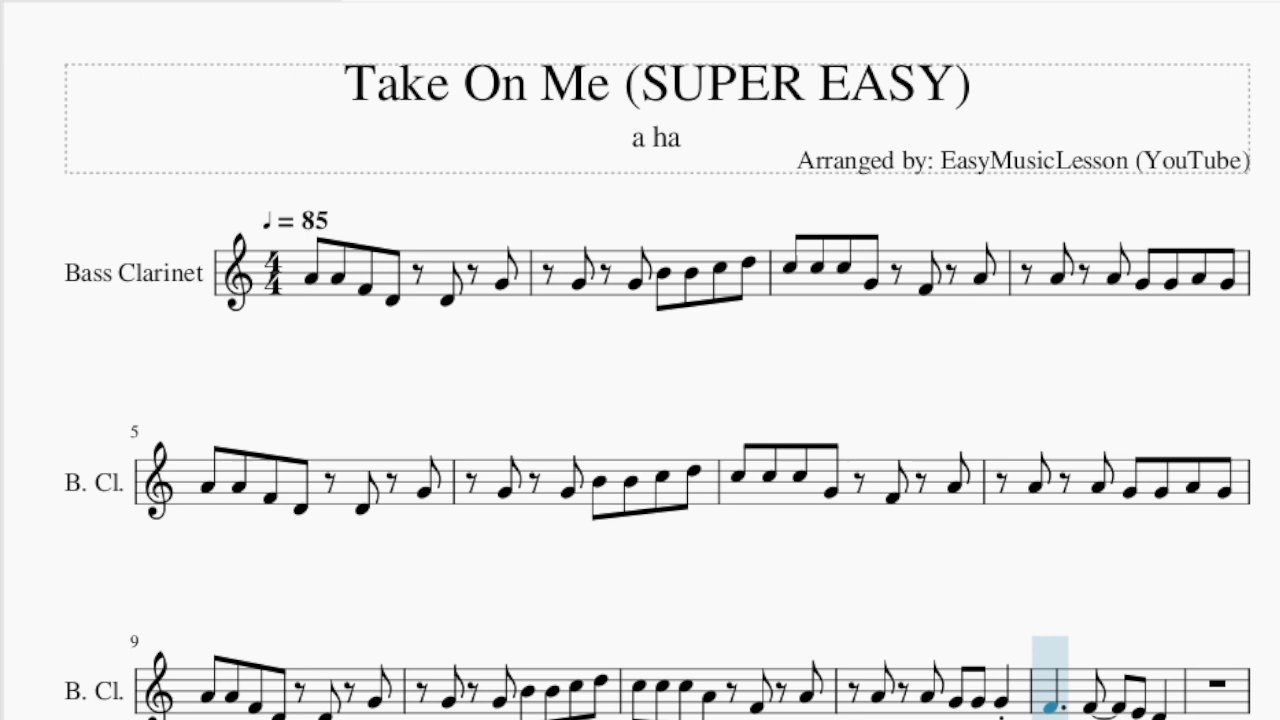 Take On Me (SUPER EASY)
a ha
Arranged by: EasyMusicLesson (YouTube)
♩ = 85
Bass Clarinet
4
4
5
B. Cl.
9
B. Cl.